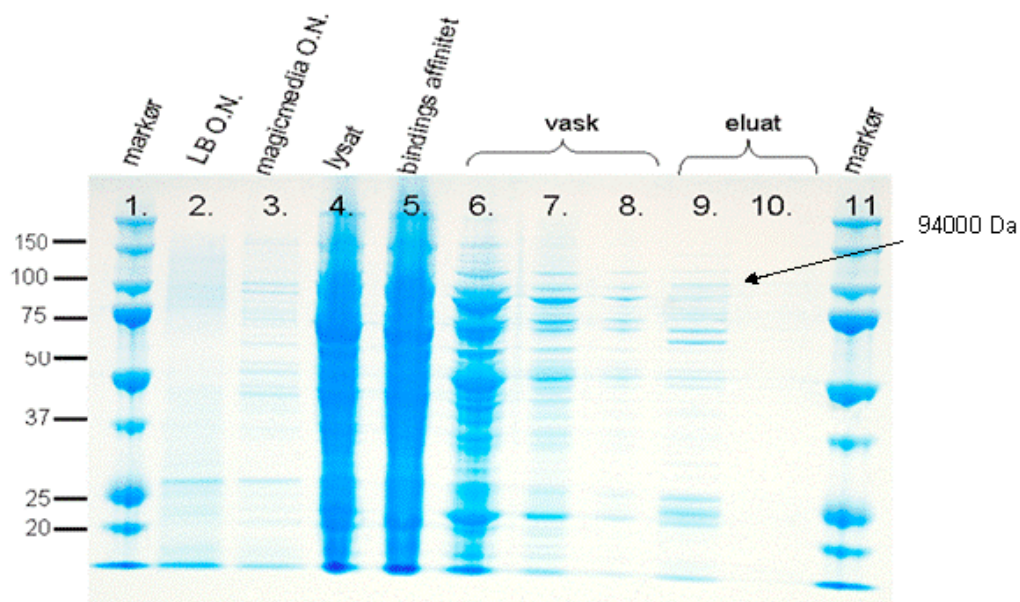 markør
LB O.N.
magicmedia O.N.
lysat
bindings affinitet
vask
eluat
markør
1. 2. 3. 4. 5. 6. 7. 8. 9. 10. 11
94000 Da
150
100
75
50
37
25
20